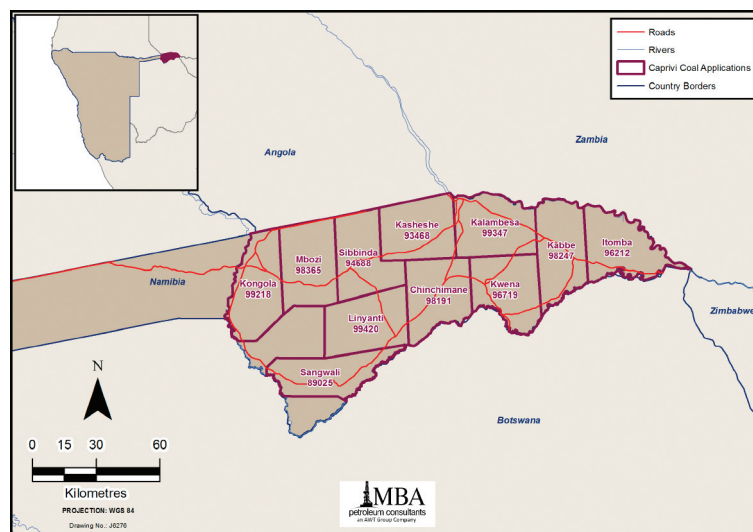 Roads
Rivers
Caprivi Coal Applications
Country Borders
Angola
Zambia
Kasheshe
93468
Kalambesa
99347
Kabbe
98247
Itomba
96212
Mbozi
98365
Sibbinda
94688
Namibia
Kongola
99218
Chinchimane
98191
Kwena
96719
Zimbabwe
Linyanti
99420
Sangwali
89025
Botswana
N
0 15 30 60
Kilometres
PROJECTION: WGS 84
Drawing No.: J6276
MBA
petroleum consultants
an AWT Group Company